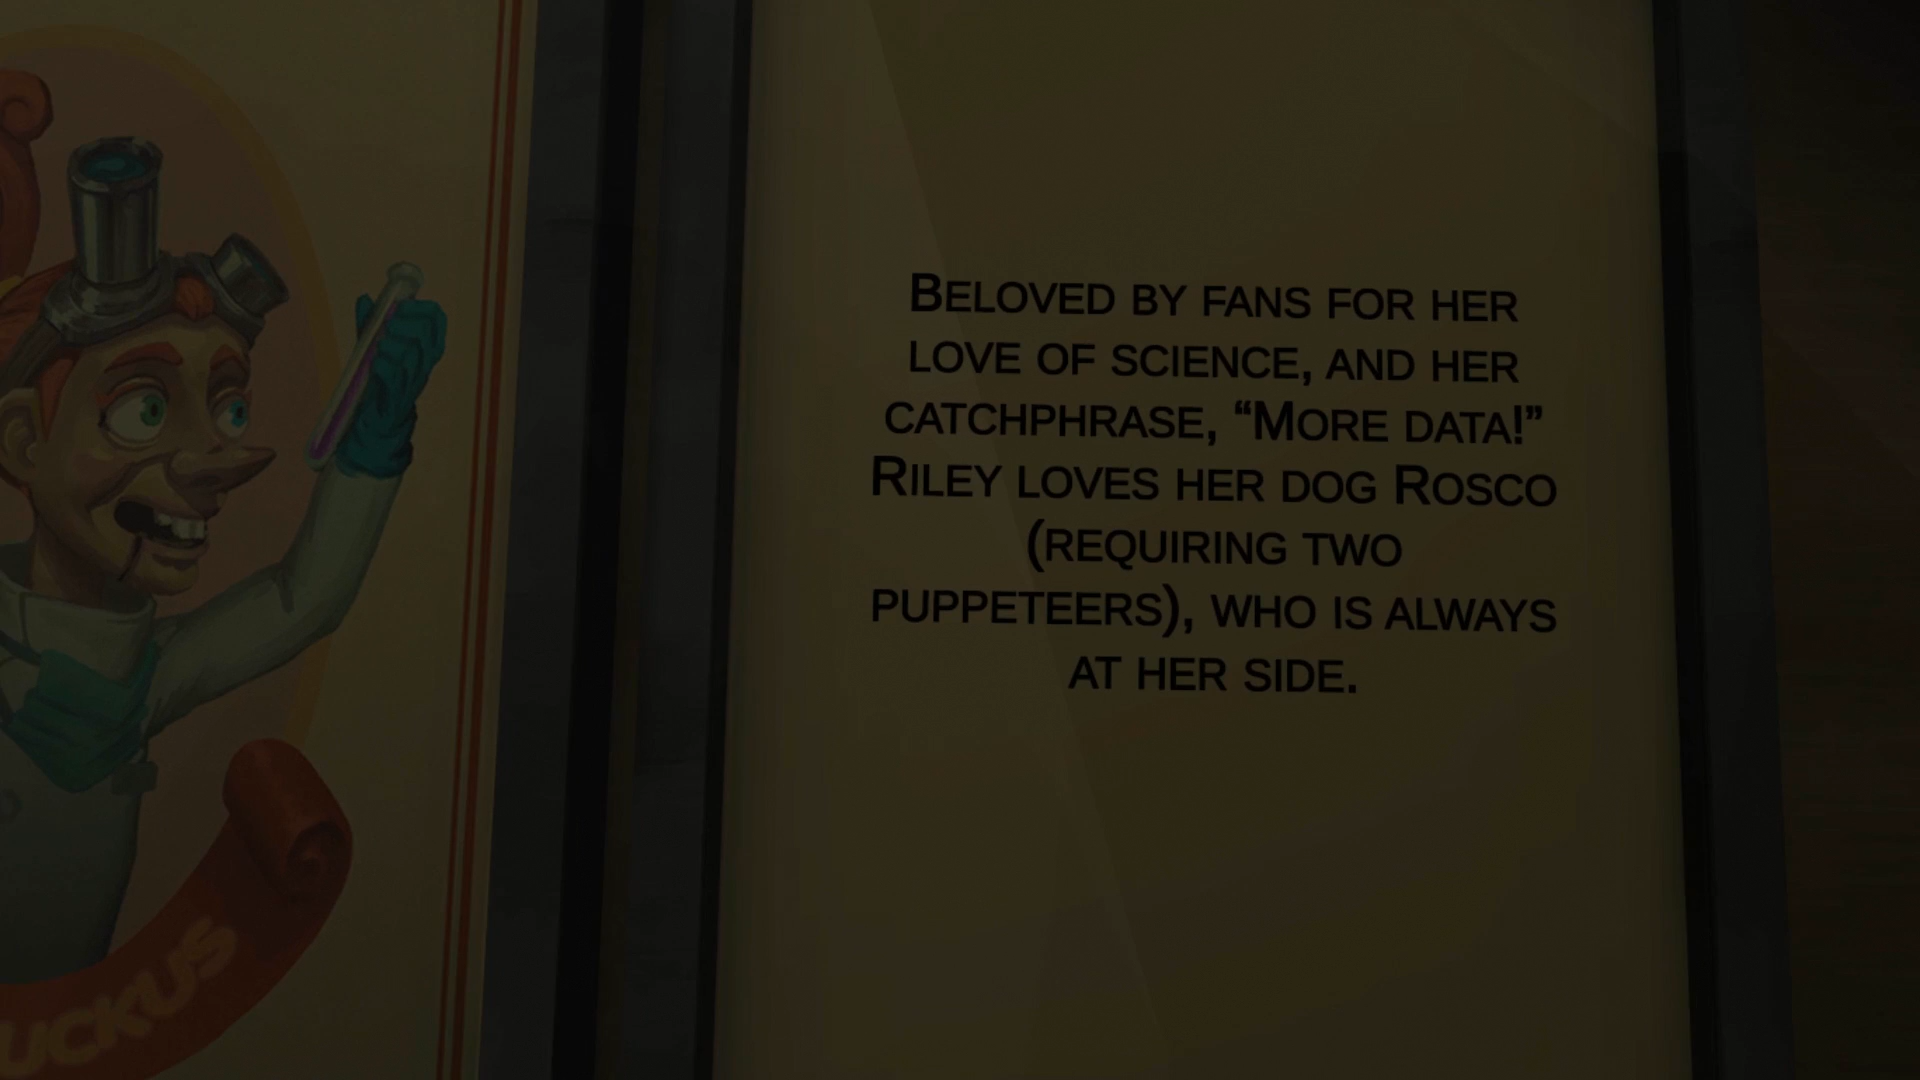 Beloved by fans for her
love of science, and her
catchphrase, “More data!”
Riley loves her dog Rosco
(requiring two
puppeteers), who is always
at her side.
UCKUS